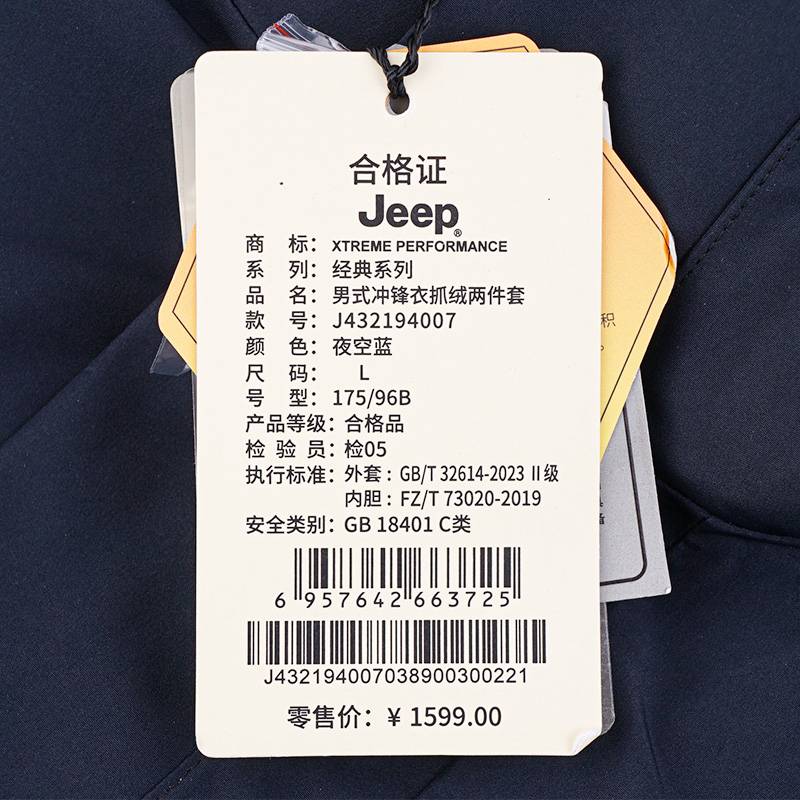 合格证
Jeep®
商 标：XTREME PERFORMANCE
系 列：经典系列
品 名：男式冲锋衣抓绒两件套
款 号：J432194007
颜 色：夜空蓝
尺 码： L
号 型：175/96B
产品等级：合格品
检 验 员：检05
执行标准：外套：GB/T 32614-2023 II级
内胆：FZ/T 73020-2019
安全类别：GB 18401 C类
6 957642 663725
J432194007038900300221
零售价：¥ 1599.00
积